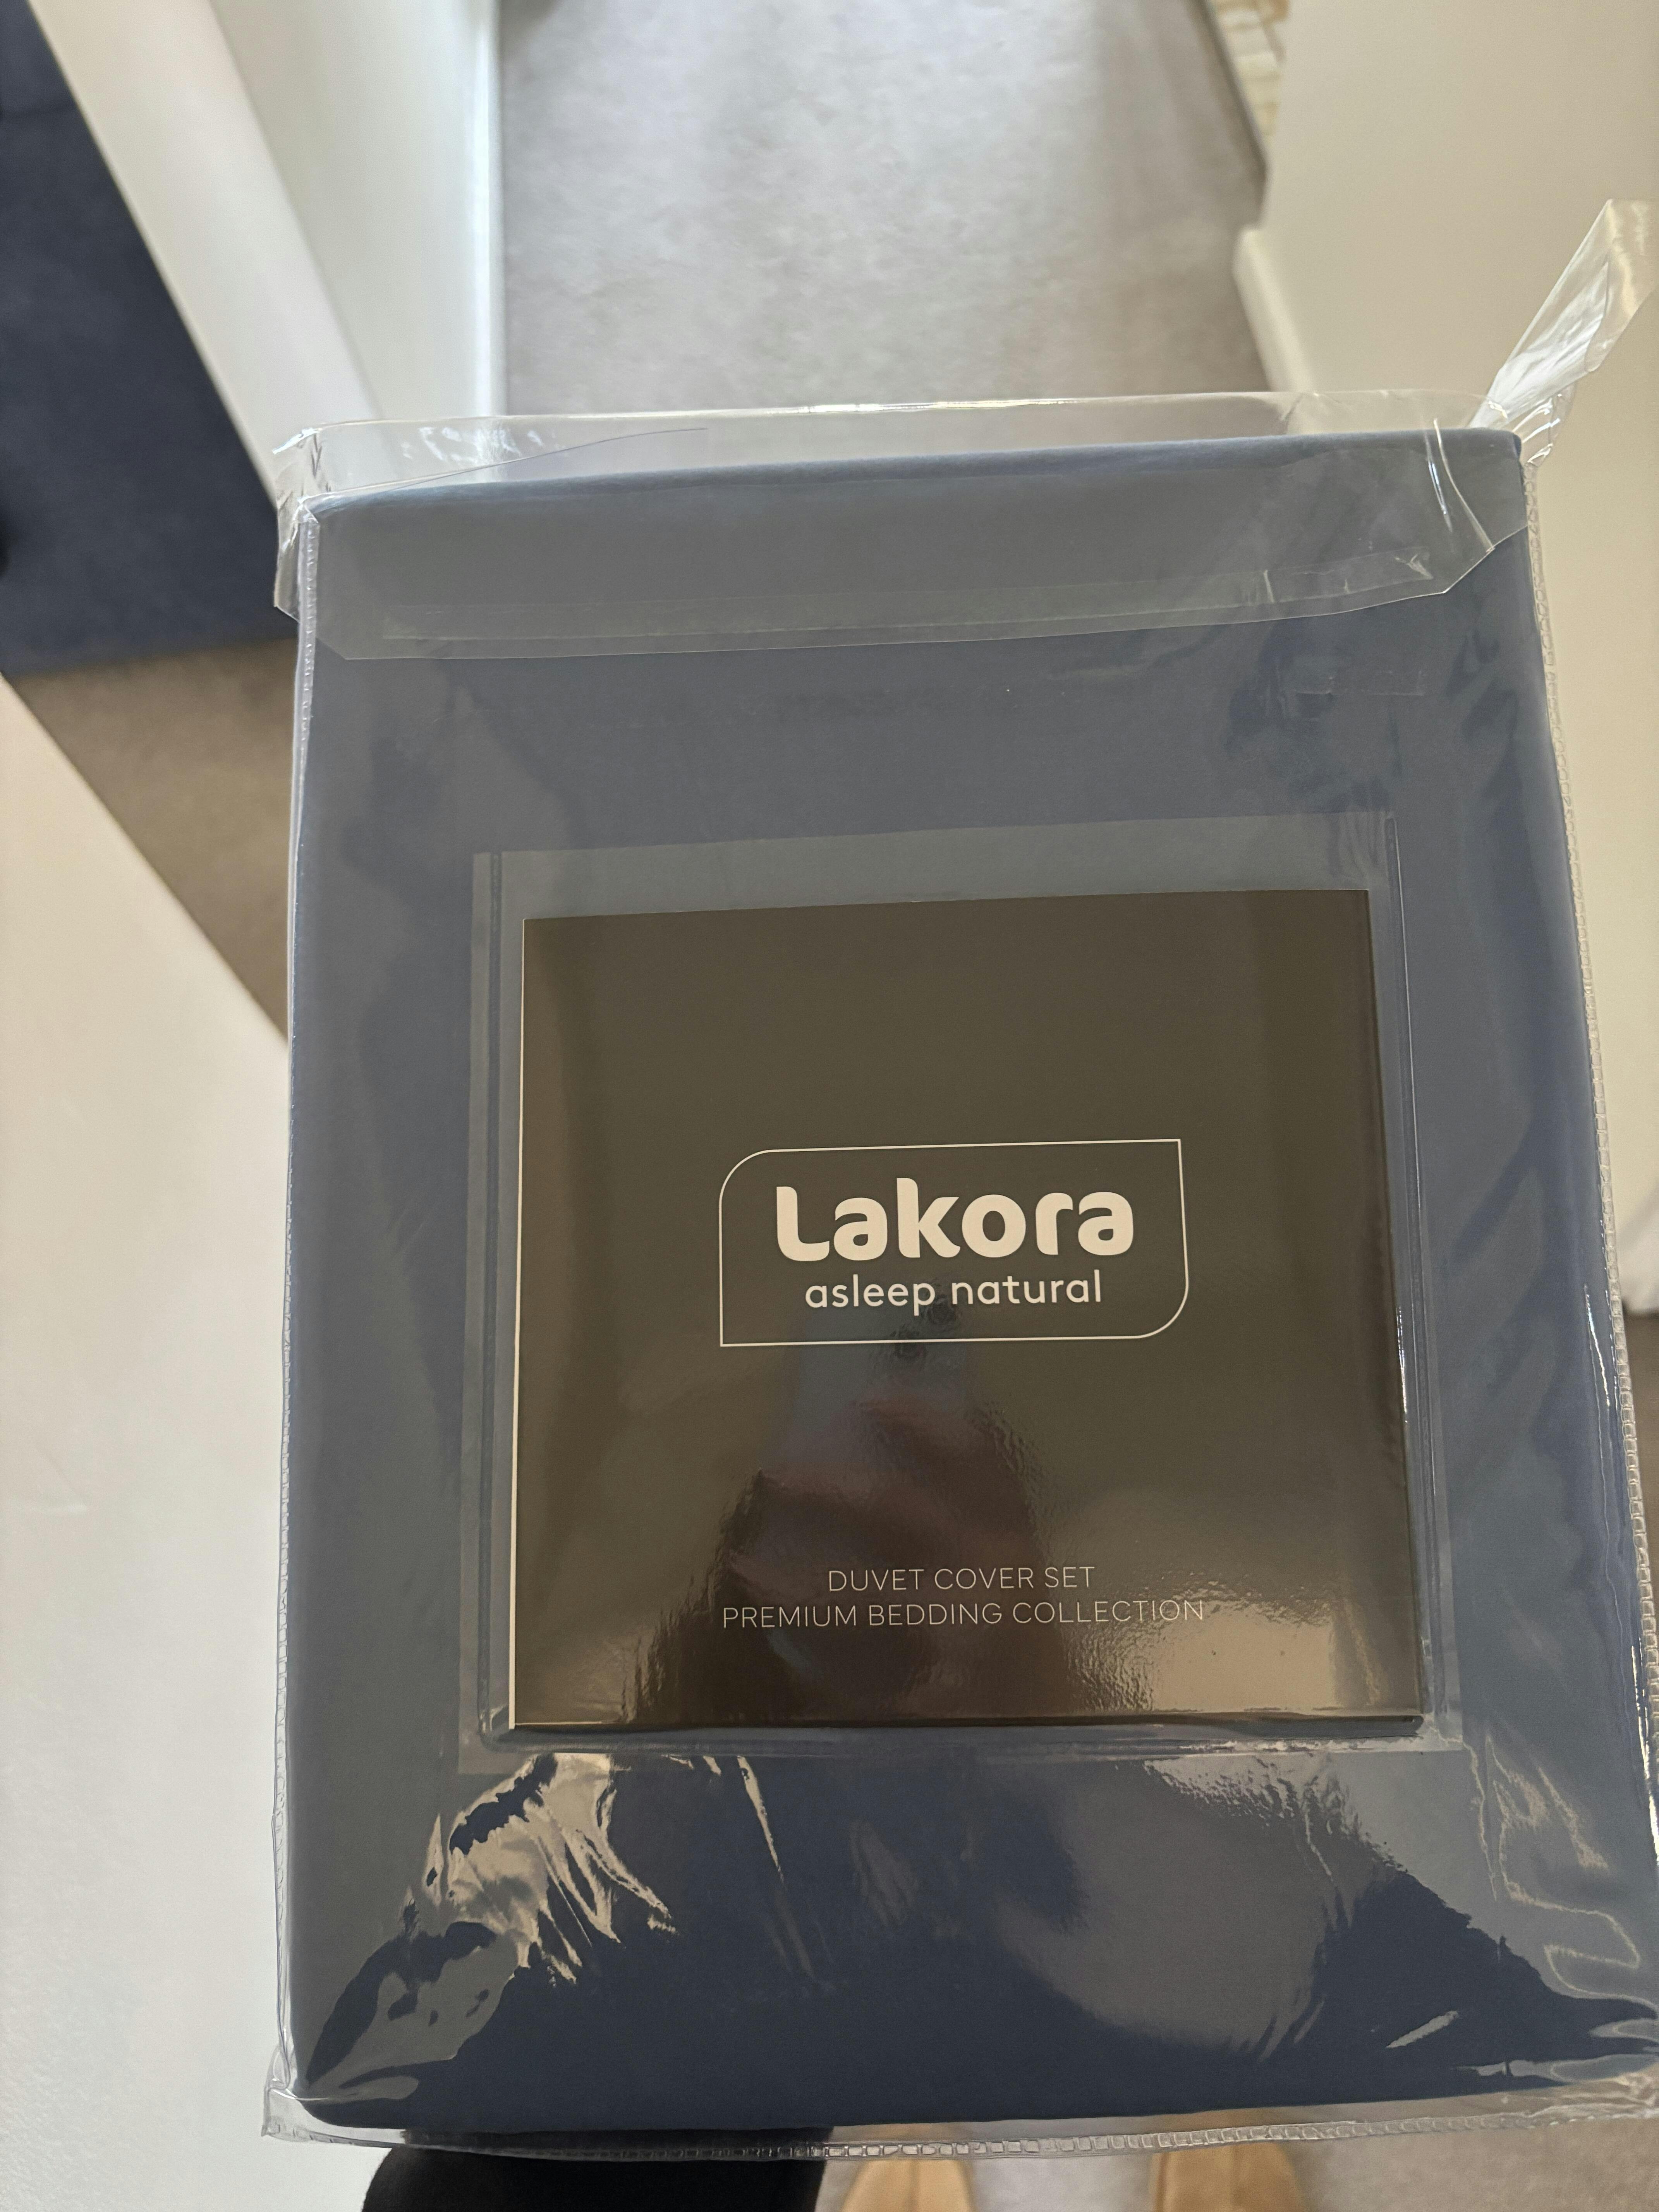 Lakora
asleep natural
DUVET COVER SET
PREMIUM BEDDING COLLECTION